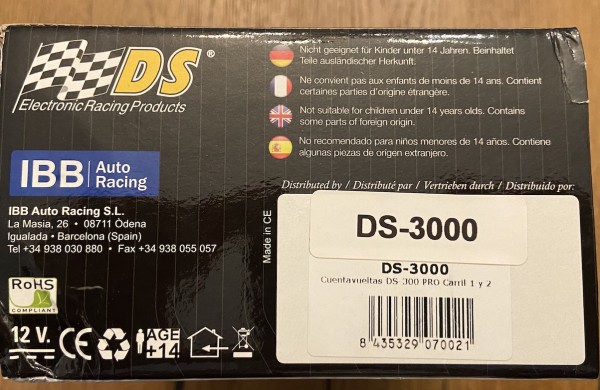 DS®
Electronic Racing Products
IBB Auto
Racing
IBB Auto Racing S.L.
La Masia, 26 • 08711 Òdena
Igualada • Barcelona (Spain)
Tel +34 938 030 880 • Fax +34 938 055 057
RoHS
COMPLIANT
12 V.
CE
AGE
+14
Nicht geeignet für Kinder unter 14 Jahren. Beinhaltet
Teile ausländischer Herkunft.
Ne convient pas aux enfants de moins de 14 ans. Contient
certaines parties d'origine étrangère.
Not suitable for children under 14 years olds. Contains
some parts of foreign origin.
No recomendado para niños menores de 14 años. Contiene
algunas piezas de origen extranjero.
Distributed by / Distributé par / Vertrieben durch / Distribuido por:
Made in CE
DS-3000
DS-3000
Cuentavueltas DS 300 PRO Carril 1 y 2
8 435329 070021